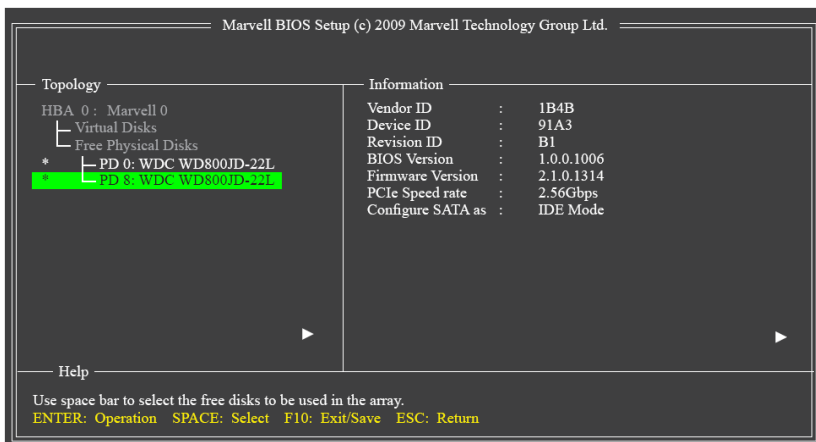 Marvell BIOS Setup (c) 2009 Marvell Technology Group Ltd.
Topology
HBA 0 : Marvell 0
Virtual Disks
Free Physical Disks
* PD 0: WDC WD800JD-22L
* PD 8: WDC WD800JD-22L
Information
Vendor ID : 1B4B
Device ID : 91A3
Revision ID : B1
BIOS Version : 1.0.0.1006
Firmware Version : 2.1.0.1314
PCIe Speed rate : 2.56Gbps
Configure SATA as : IDE Mode
Help
Use space bar to select the free disks to be used in the array.
ENTER: Operation SPACE: Select F10: Exit/Save ESC: Return